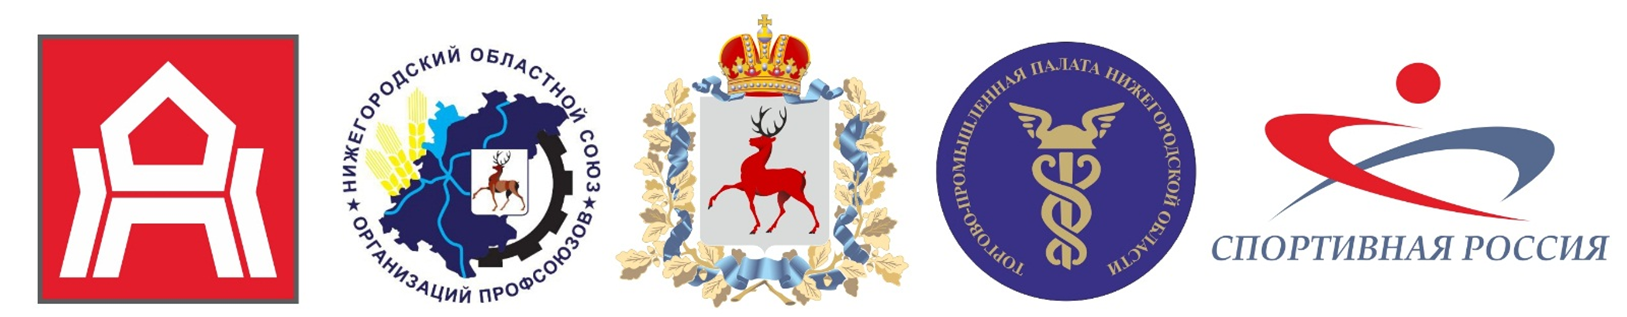 НИЖЕГОРОДСКИЙ ОБЛАСТНОЙ СОЮЗ
ОРГАНИЗАЦИЙ ПРОФСОЮЗОВ
ТОРГОВО-ПРОМЫШЛЕННАЯ ПАЛАТА НИЖЕГОРОДСКОЙ ОБЛАСТИ
СПОРТИВНАЯ РОССИЯ